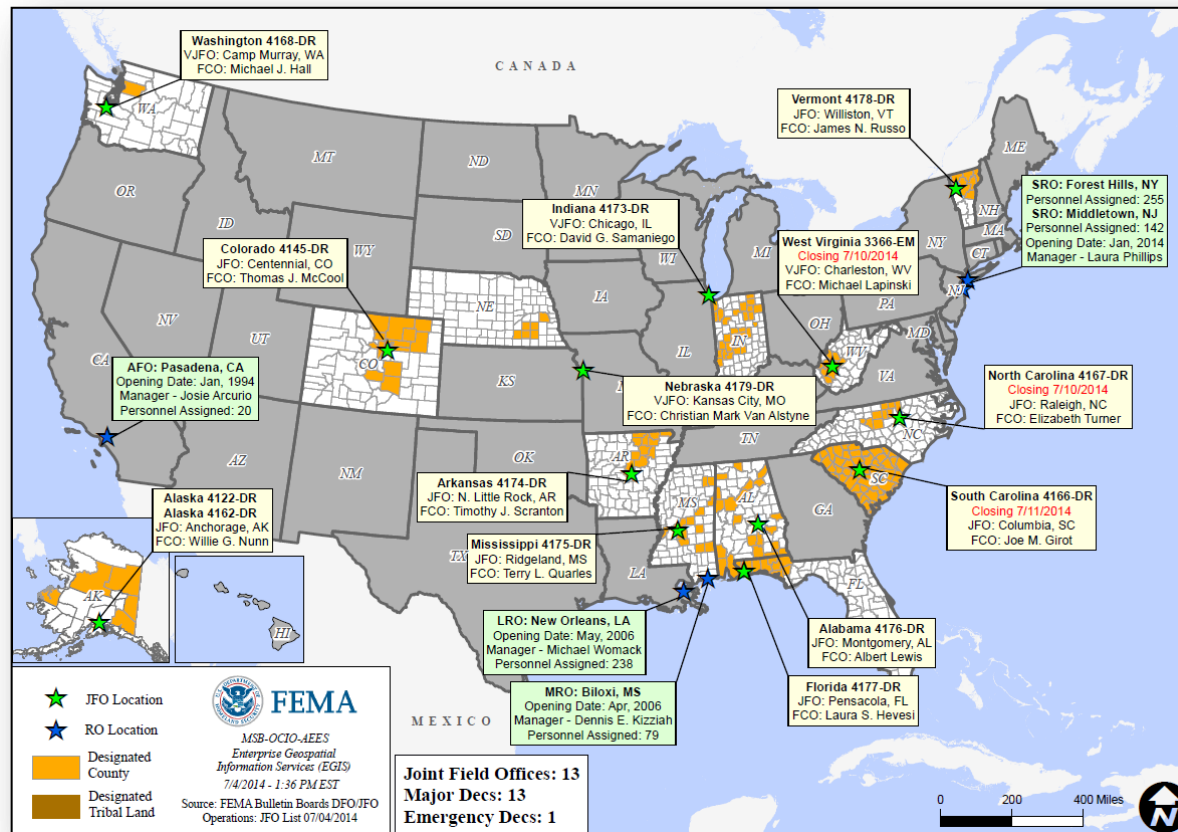 Washington 4168-DR
VJFO: Camp Murray, WA
FCO: Michael J. Hall
CANADA
Vermont 4178-DR
JFO: Williston, VT
FCO: James N. Russo
WA
MT
ND
MN
ME
OR
ID
SD
WI
MI
NH
NY
MA
CT
SRO: Forest Hills, NY
Personnel Assigned: 255
SRO: Middletown, NJ
Personnel Assigned: 142
Opening Date: Jan, 2014
Manager - Laura Phillips
Indiana 4173-DR
VJFO: Chicago, IL
FCO: David G. Samaniego
West Virginia 3366-EM
Closing 7/10/2014
VJFO: Charleston, WV
FCO: Michael Lapinski
Colorado 4145-DR
JFO: Centennial, CO
FCO: Thomas J. McCool
WY
NE
IA
PA
NJ
NV
UT
CA
CO
KS
IL
IN
OH
WV
MD
VA
AFO: Pasadena, CA
Opening Date: Jan, 1994
Manager - Josie Arcurio
Personnel Assigned: 20
Nebraska 4179-DR
VJFO: Kansas City, MO
FCO: Christian Mark Van Alstyne
North Carolina 4167-DR
Closing 7/10/2014
JFO: Raleigh, NC
FCO: Elizabeth Turner
AZ
NM
OK
AR
TN
NC
SC
Arkansas 4174-DR
JFO: N. Little Rock, AR
FCO: Timothy J. Scranton
South Carolina 4166-DR
Closing 7/11/2014
JFO: Columbia, SC
FCO: Joe M. Girot
Alaska 4122-DR
Alaska 4162-DR
JFO: Anchorage, AK
FCO: Willie G. Nunn
Mississippi 4175-DR
JFO: Ridgeland, MS
FCO: Terry L. Quarles
MS
AL
GA
TX
LA
FL
AK
HI
LRO: New Orleans, LA
Opening Date: May, 2006
Manager - Michael Womack
Personnel Assigned: 238
Alabama 4176-DR
JFO: Montgomery, AL
FCO: Albert Lewis
MRO: Biloxi, MS
Opening Date: Apr, 2006
Manager - Dennis E. Kizziah
Personnel Assigned: 79
Florida 4177-DR
JFO: Pensacola, FL
FCO: Laura S. Hevesi
MEXICO
JFO Location
RO Location
Designated
County
Designated
Tribal Land
FEMA
MSB-OCIO-AEES
Enterprise Geospatial
Information Services (EGIS)
7/4/2014 - 1:36 PM EST
Source: FEMA Bulletin Boards DFO/JFO
Operations: JFO List 07/04/2014
Joint Field Offices: 13
Major Decs: 13
Emergency Decs: 1
0 200 400 Miles
N